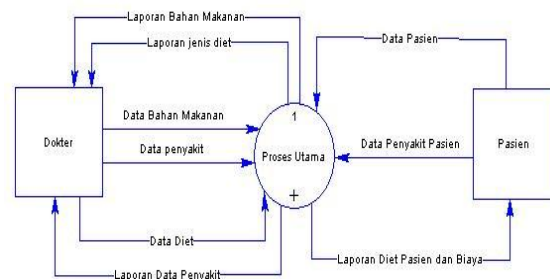 Laporan Bahan Makanan
Laporan jenis diet
Data Pasien
Data Bahan Makanan
1
Dokter
Data penyakit
Proses Utama
Data Penyakit Pasien
Pasien
+
Data Diet
Laporan Diet Pasien dan Biaya
Laporan Data Penyakit